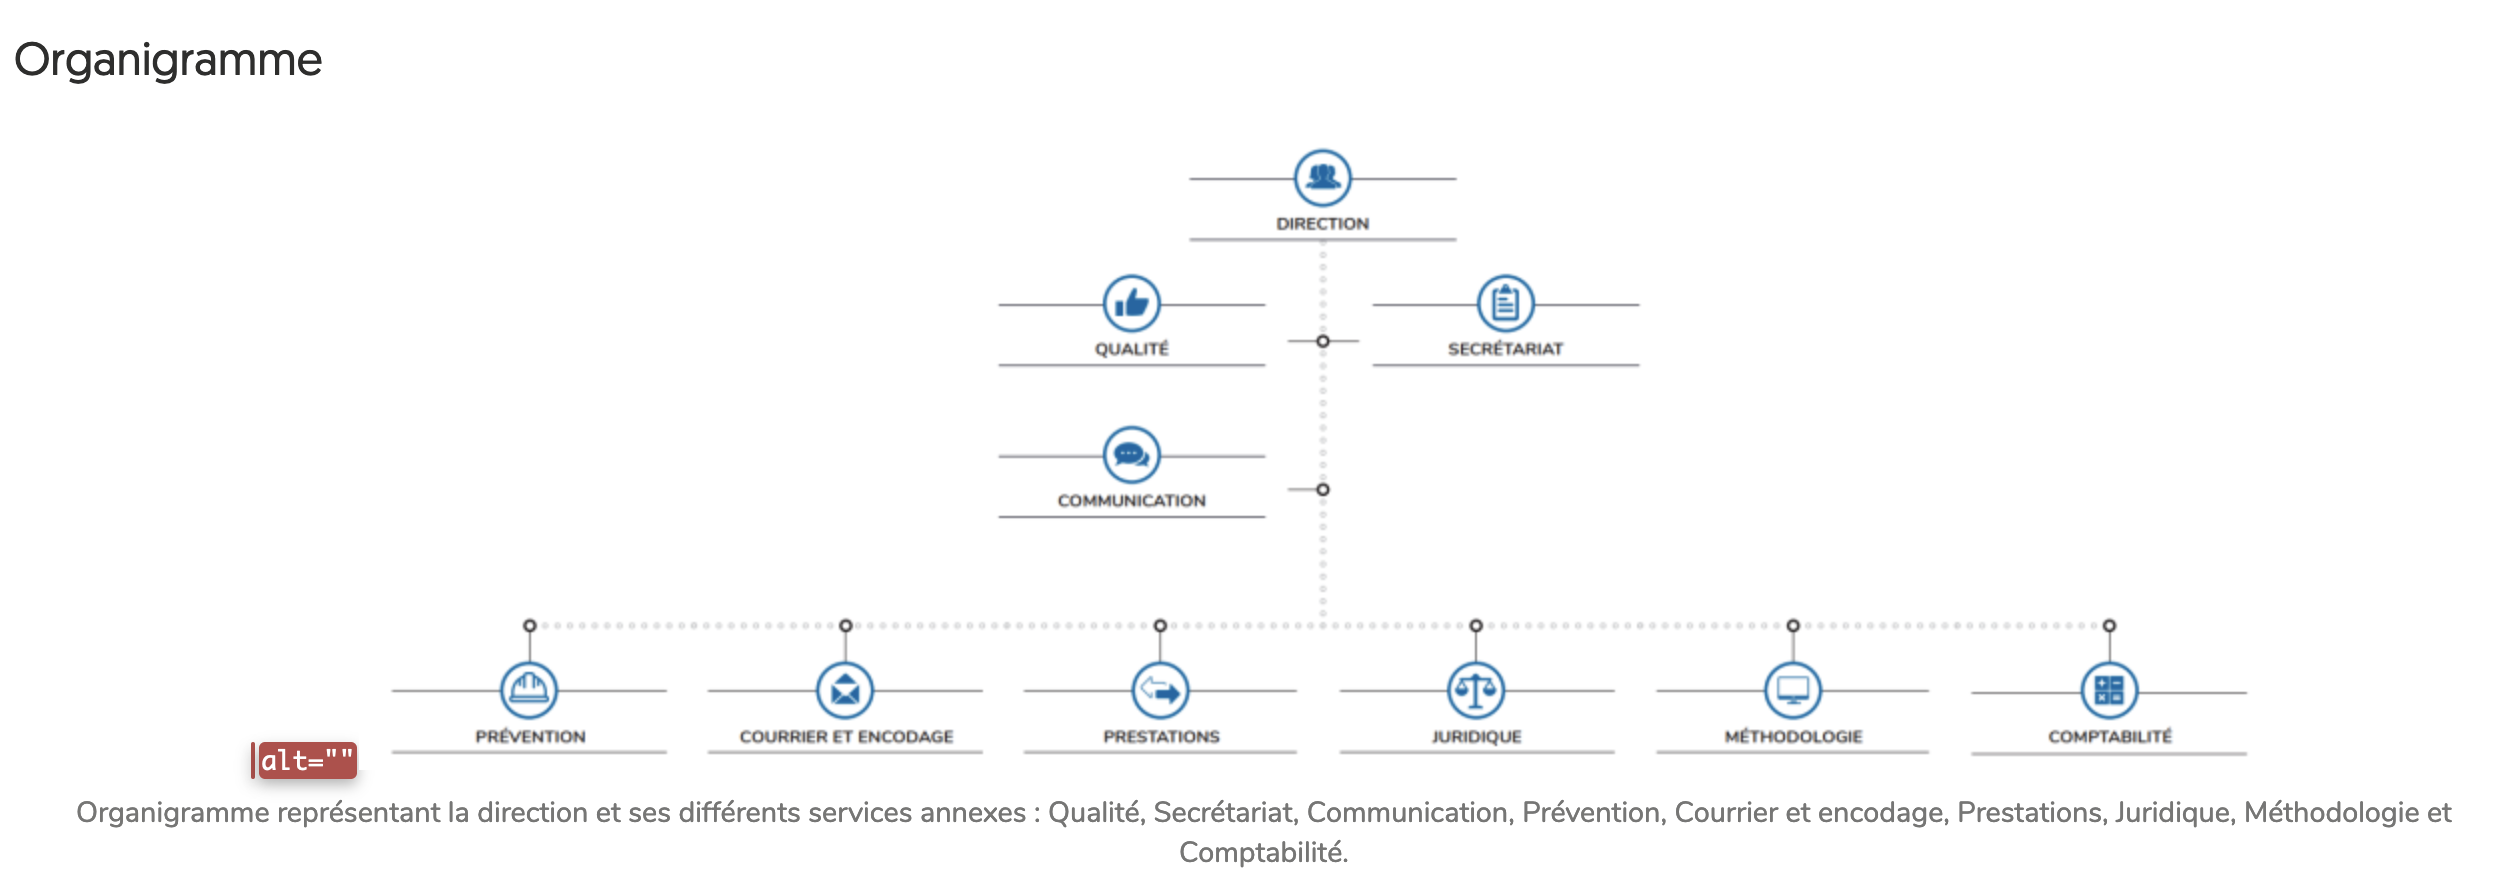 Organigramme
DIRECTION
QUALITÉ
SECRÉTARIAT
COMMUNICATION
PRÉVENTION
COURRIER ET ENCODAGE
PRESTATIONS
JURIDIQUE
MÉTHODOLOGIE
COMPTABILITÉ
alt=""
Organigramme représentant la direction et ses différents services annexes : Qualité, Secrétariat, Communication, Prévention, Courrier et encodage, Prestations, Juridique, Méthodologie et
Comptabilité.